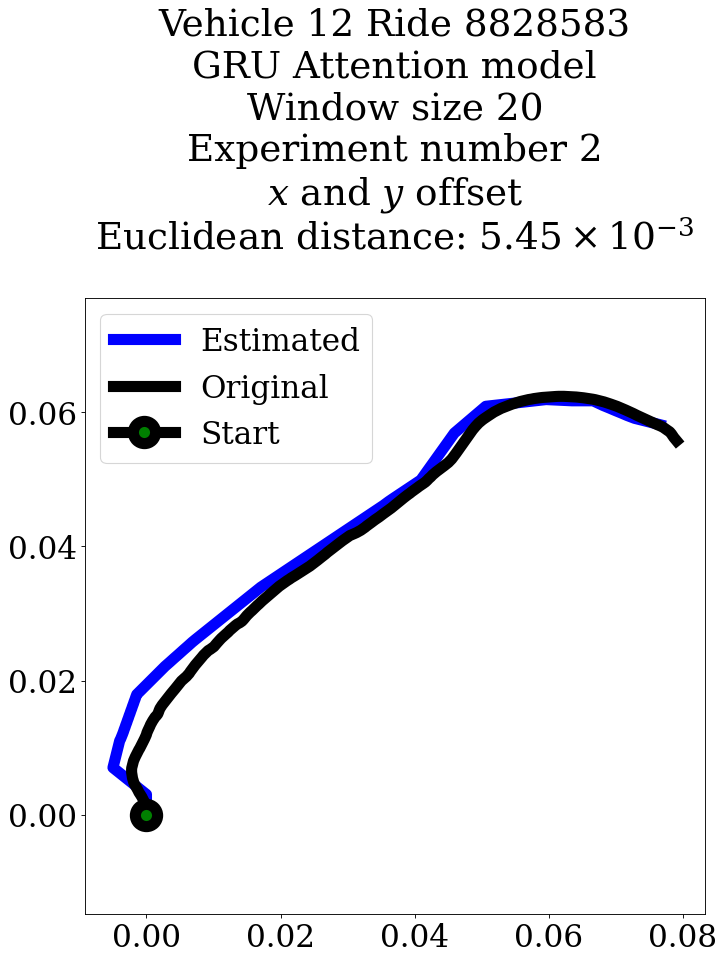 Vehicle 12 Ride 8828583
GRU Attention model
Window size 20
Experiment number 2
x and y offset
Euclidean distance: 5.45 × 10⁻³
Estimated
Original
Start
0.06
0.04
0.02
0.00
0.00 0.02 0.04 0.06 0.08